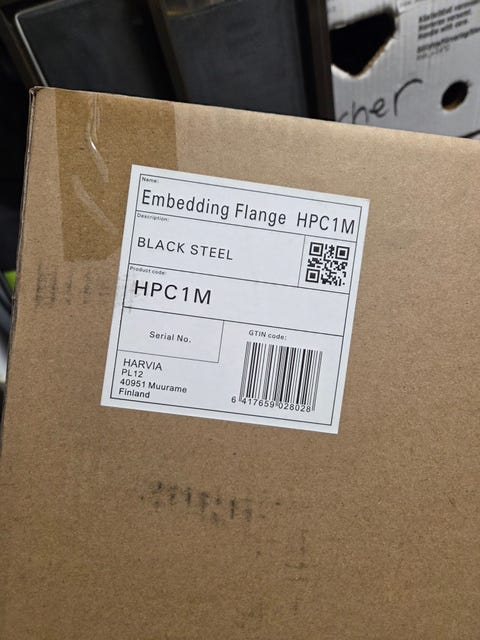 Name:
Embedding Flange HPC1M
Description:
BLACK STEEL
Product code:
HPC1M
Serial No.
GTIN code:
HARVIA
PL12
40951 Muurame
Finland
6 417659 028028